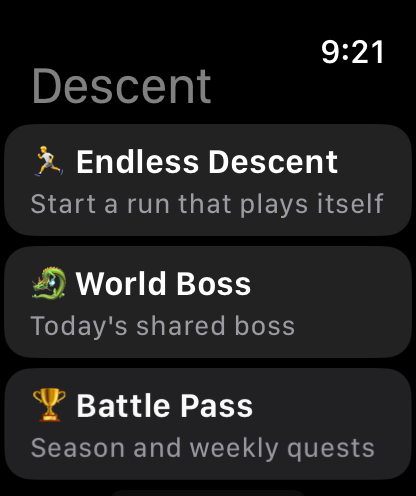 9:21
Descent
🏃 Endless Descent
Start a run that plays itself
🐉 World Boss
Today's shared boss
🏆 Battle Pass
Season and weekly quests